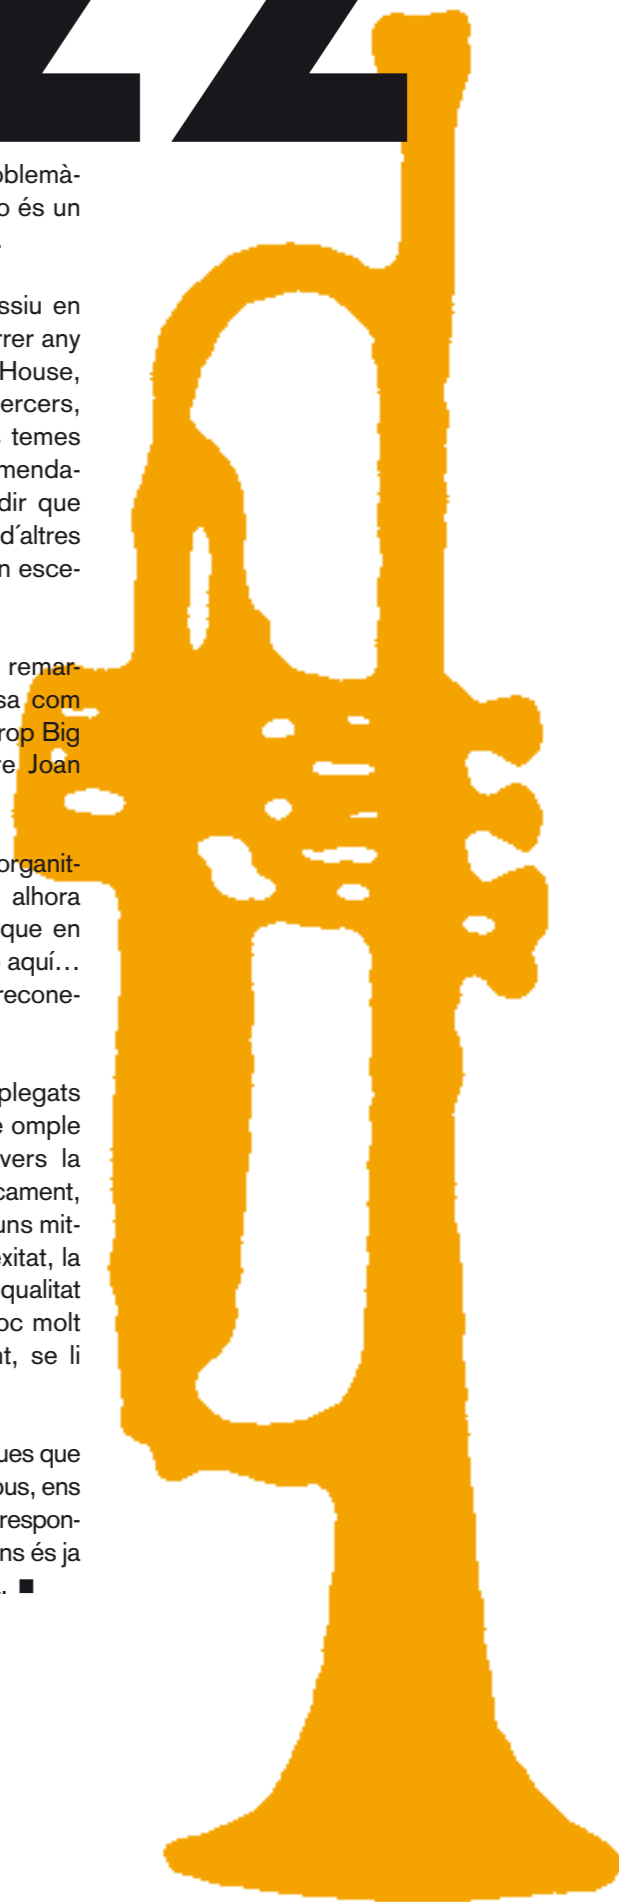 ZZ
oblemà-
o és un
.
ssiu en
rrer any
House,
ercers,
temes
menda-
dir que
d´altres
n esce-
remar-
sa com
rop Big
re Joan
organit-
alhora
que en
aquí...
recone-
plegats
e omple
vers la
cament,
uns mit-
exitat, la
qualitat
oc molt
nt, se li
ues que
ous, ens
respon-
ns és ja
. ■